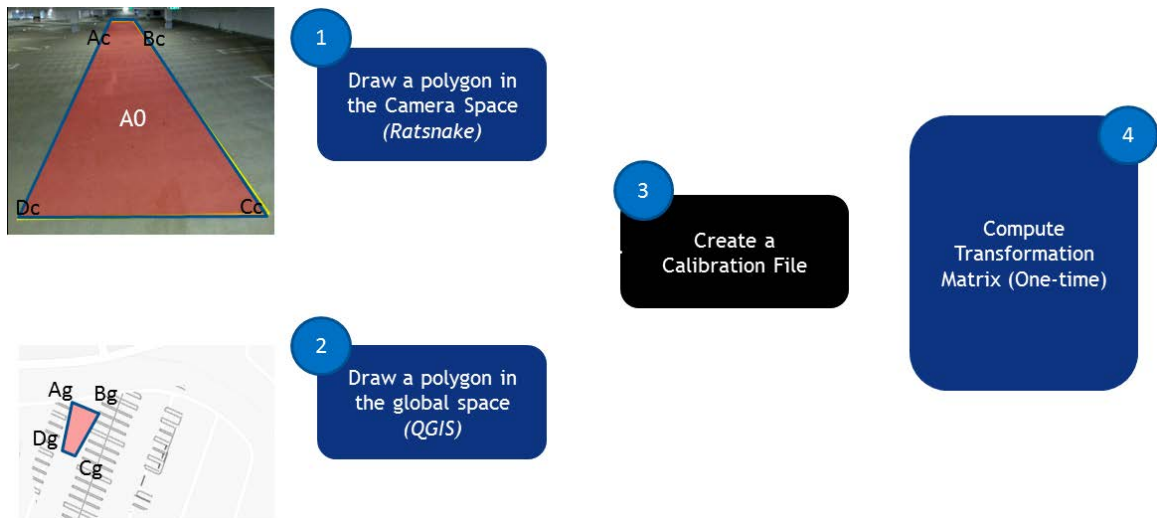 Ac
Bc
A0
Dc
Cc
1
Draw a polygon in
the Camera Space
(Ratsnake)
Ag
Bg
Dg
Cg
2
Draw a polygon in
the global space
(QGIS)
3
Create a
Calibration File
4
Compute
Transformation
Matrix (One-time)